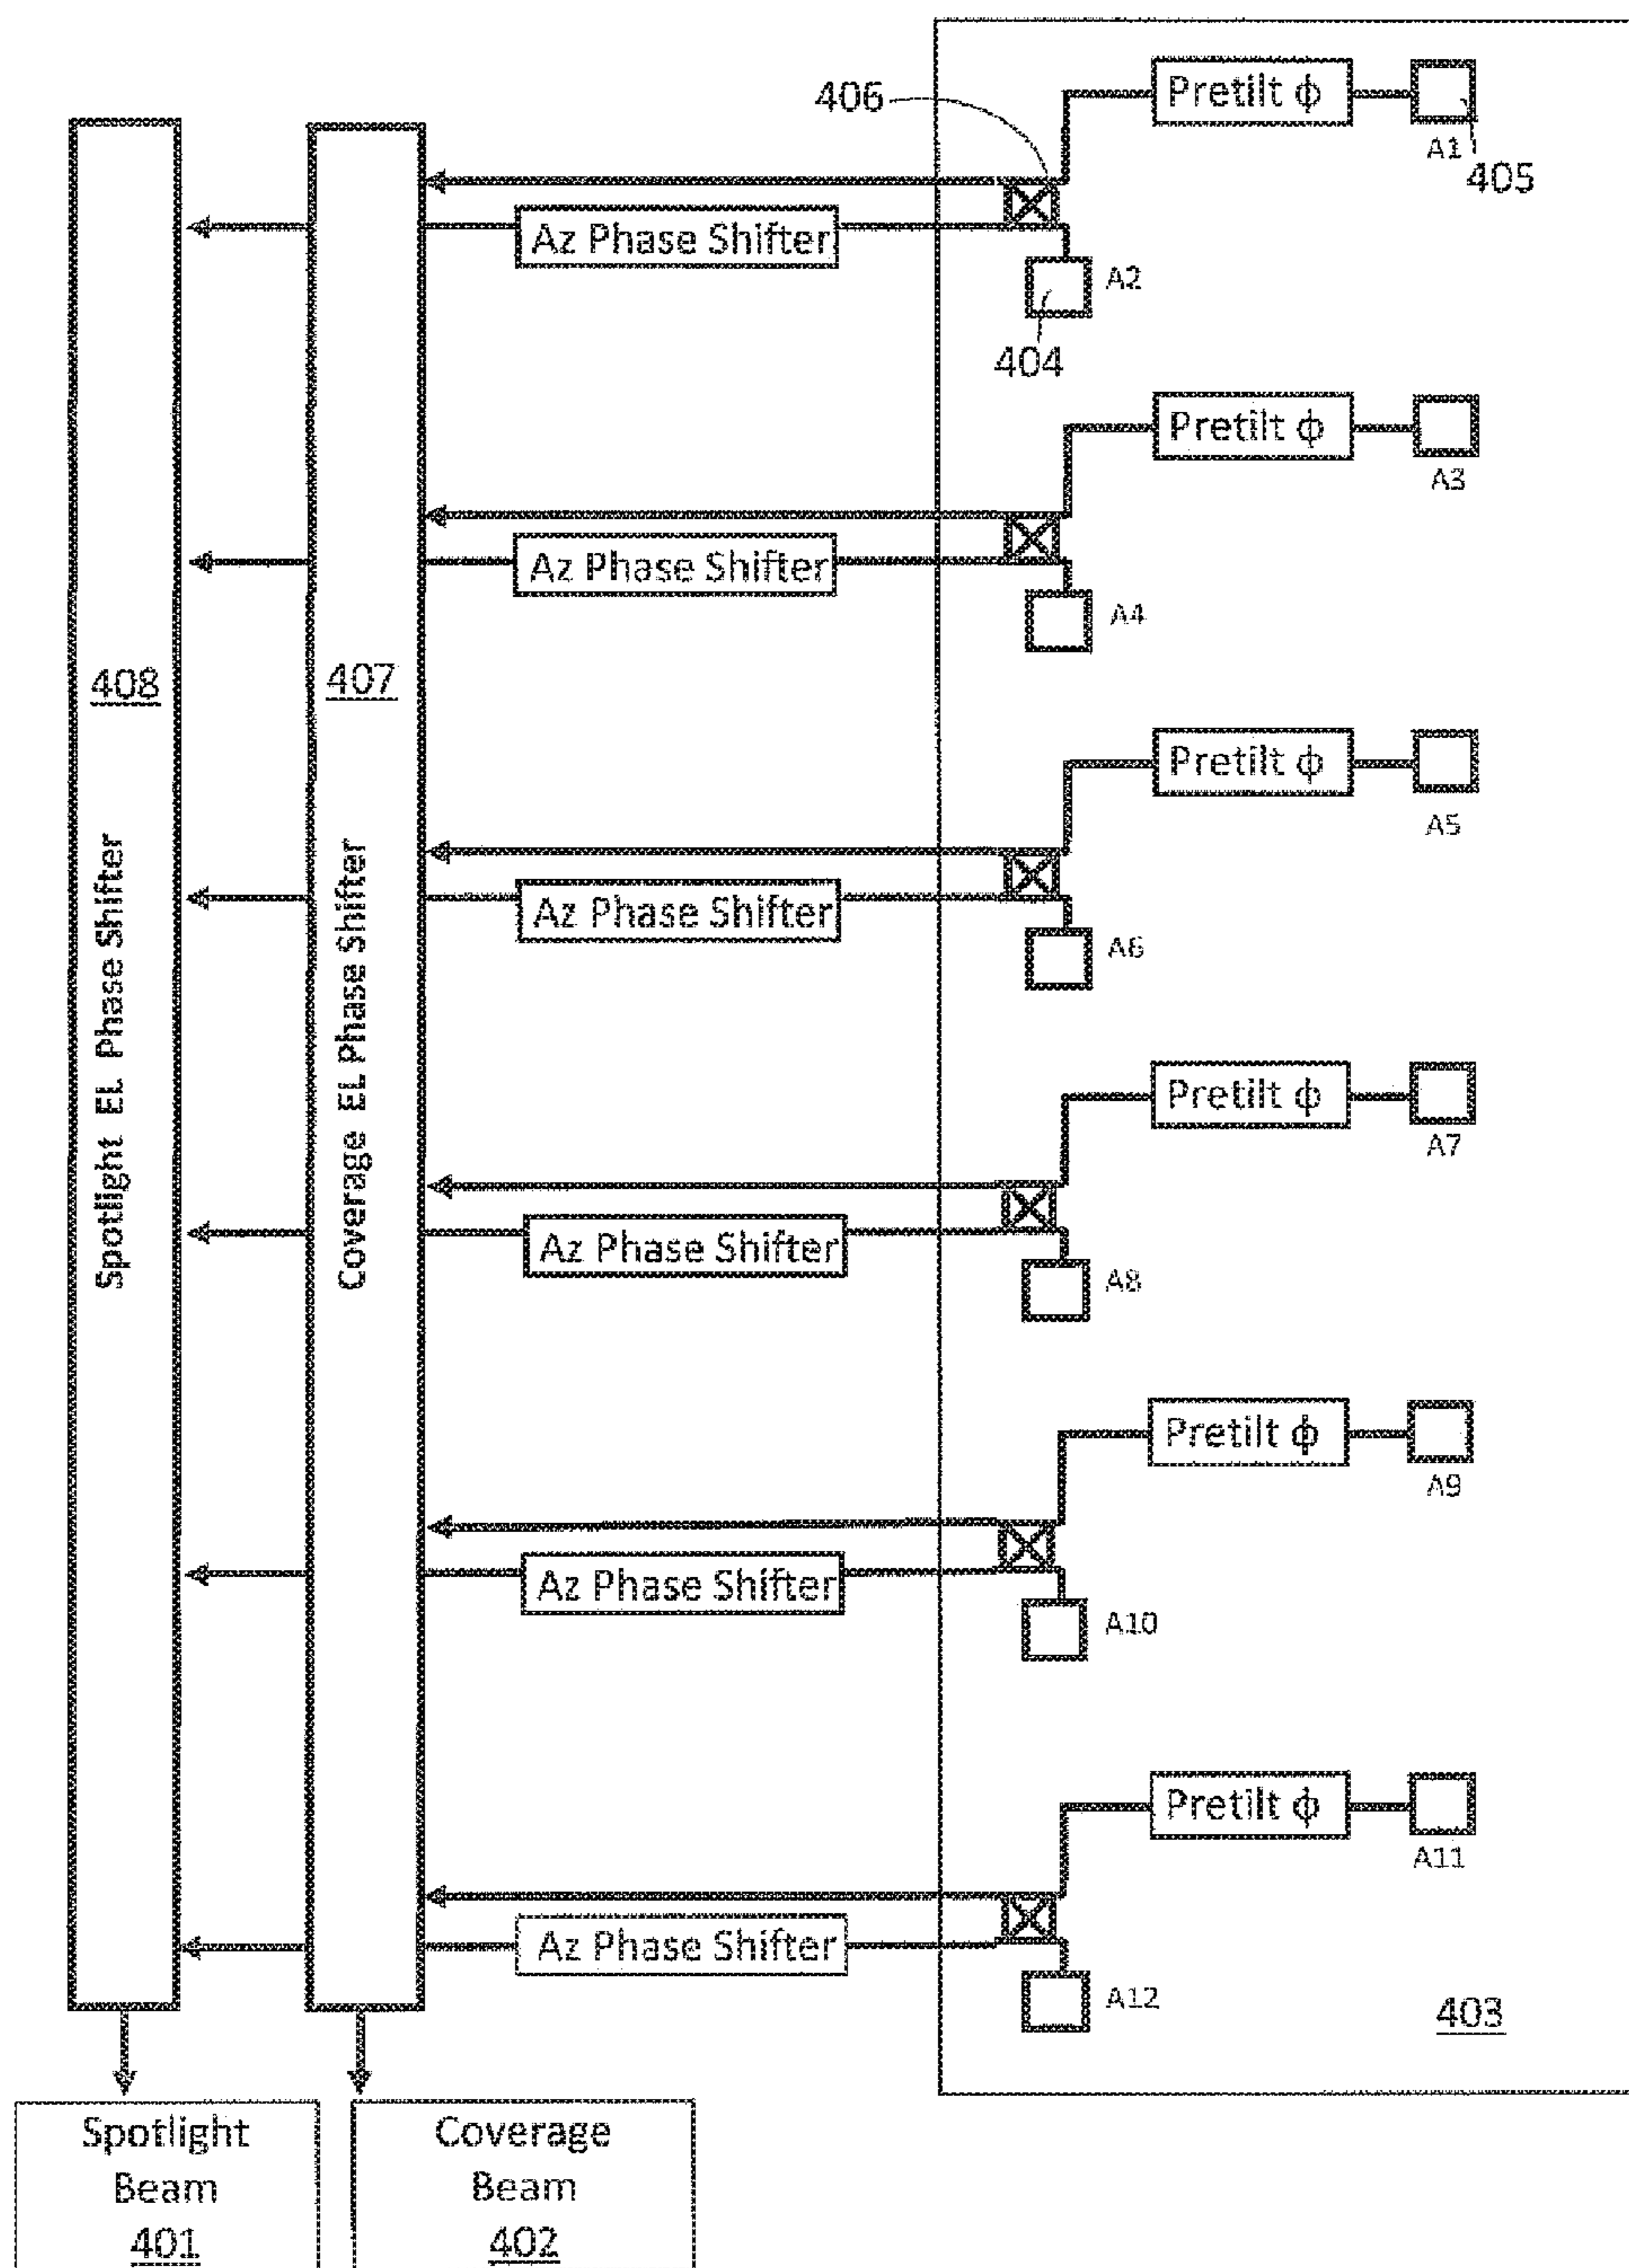 Pretilt ϕ
406
A1
405
Az Phase Shifter
A2
404
Pretilt ϕ
A3
Az Phase Shifter
A4
408
407
Pretilt ϕ
A5
Spotlight EL Phase Shifter
Coverage EL Phase Shifter
Az Phase Shifter
A6
Pretilt ϕ
A7
Az Phase Shifter
A8
Pretilt ϕ
A9
Az Phase Shifter
A10
Pretilt ϕ
A11
Az Phase Shifter
A12
403
Spotlight
Beam
401
Coverage
Beam
402